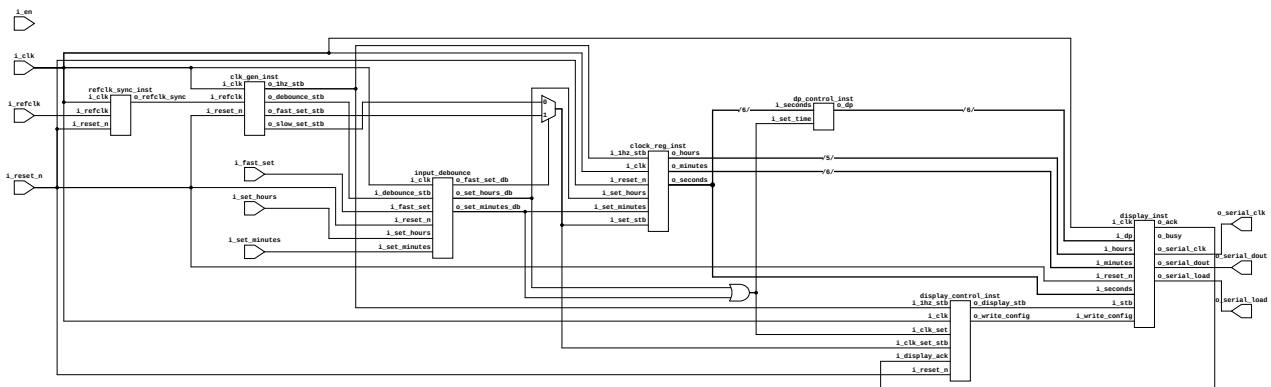 i_en
i_clk
i_refclk
i_reset_n
refclk_sync_inst
i_clk
i_refclk
i_reset_n
o_refclk_sync
clk_gen_inst
i_clk
i_refclk
i_reset_n
o_1hz_stb
o_debounce_stb
o_fast_set_stb
o_slow_set_stb
0
1
i_fast_set
i_set_hours
i_set_minutes
input_debounce
i_clk
i_debounce_stb
i_fast_set
i_reset_n
i_set_hours
i_set_minutes
o_fast_set_db
o_set_hours_db
o_set_minutes_db
clock_reg_inst
i_1hz_stb
i_clk
i_reset_n
i_set_hours
i_set_minutes
i_set_stb
o_hours
o_minutes
o_seconds
/5/
/6/
/6/
dp_control_inst
i_seconds
i_set_time
o_dp
/6/
display_control_inst
i_1hz_stb
i_clk
i_clk_set
i_clk_set_stb
i_display_ack
i_reset_n
o_display_stb
o_write_config
display_inst
i_clk
i_dp
i_hours
i_minutes
i_reset_n
i_seconds
i_stb
i_write_config
o_ack
o_busy
o_serial_clk
o_serial_dout
o_serial_load
o_serial_clk
o_serial_dout
o_serial_load